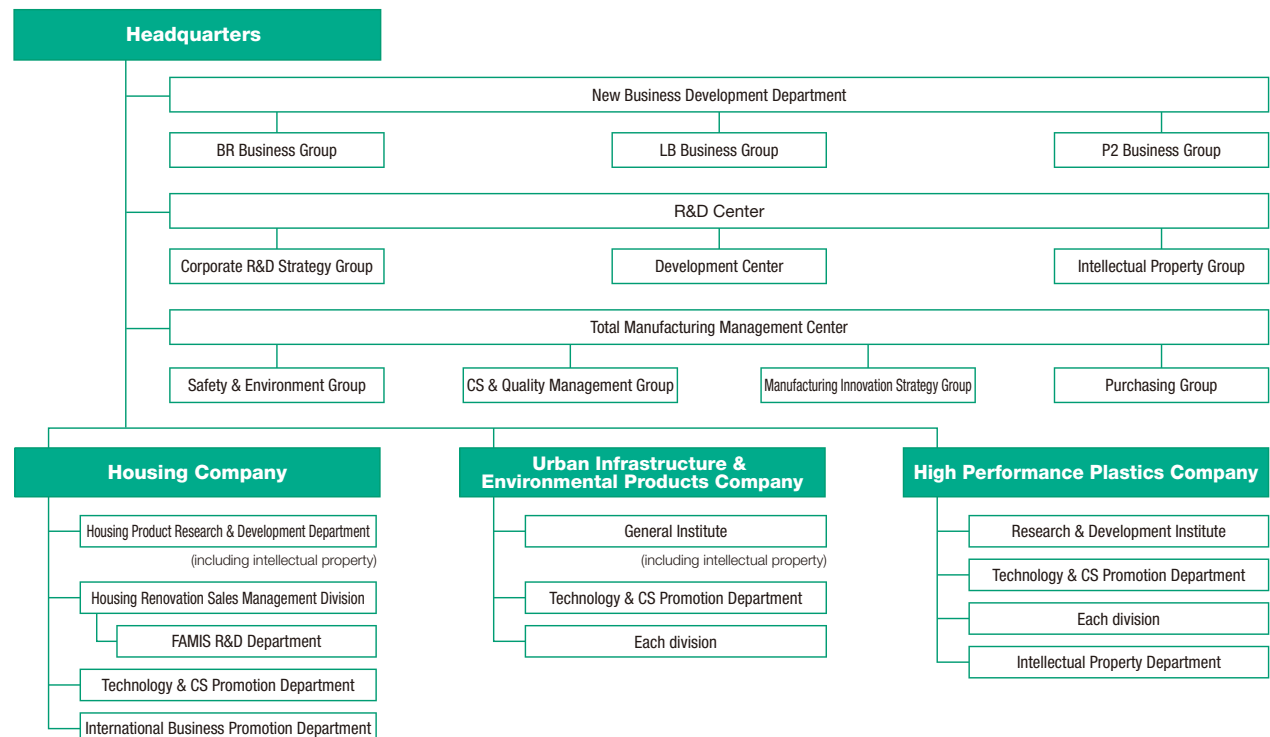 Headquarters
New Business Development Department
BR Business Group
LB Business Group
P2 Business Group
R&D Center
Corporate R&D Strategy Group
Development Center
Intellectual Property Group
Total Manufacturing Management Center
Safety & Environment Group
CS & Quality Management Group
Manufacturing Innovation Strategy Group
Purchasing Group
Housing Company
Housing Product Research & Development Department
(including intellectual property)
Housing Renovation Sales Management Division
FAMIS R&D Department
Technology & CS Promotion Department
International Business Promotion Department
Urban Infrastructure &
Environmental Products Company
General Institute
(including intellectual property)
Technology & CS Promotion Department
Each division
High Performance Plastics Company
Research & Development Institute
Technology & CS Promotion Department
Each division
Intellectual Property Department